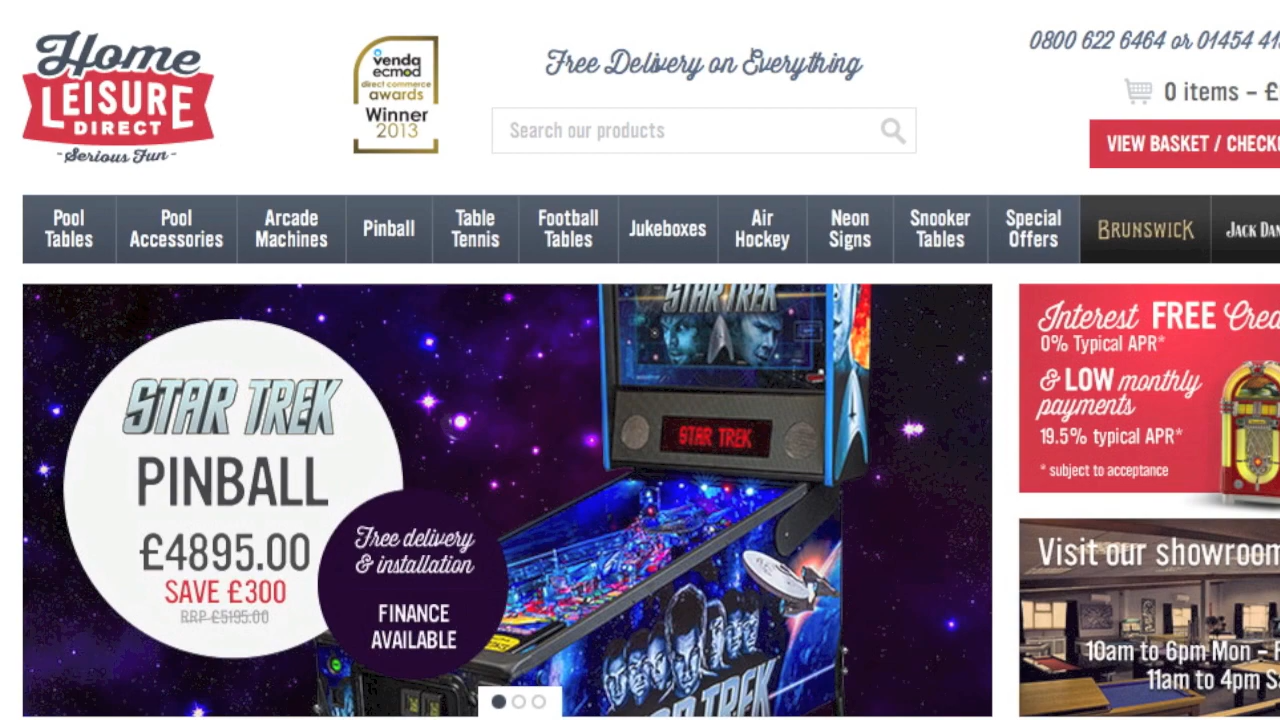 Home
LEISURE
DIRECT
-Serious Fun-
venda
ecmod
direct commerce
awards
Winner
2013
Free Delivery on Everything
Search our products
0800 622 6464 or 01454
0 items - £
VIEW BASKET /
Pool Tables
Pool Accessories
Arcade Machines
Pinball
Table Tennis
Football Tables
Jukeboxes
Air Hockey
Neon Signs
Snooker Tables
Special Offers
BRUNSWICK
JACK
STAR TREK
PINBALL
£4895.00
SAVE £300
RRP £5195.00
Free delivery
& installation
FINANCE
AVAILABLE
STAR TREK
STAR TREK
STAR TREK
Interest FREE
0% Typical APR*
& LOW monthly
payments
19.5% typical APR*
* subject to acceptance
Visit our showroom
10am to 6pm Mon -
11am to 4pm